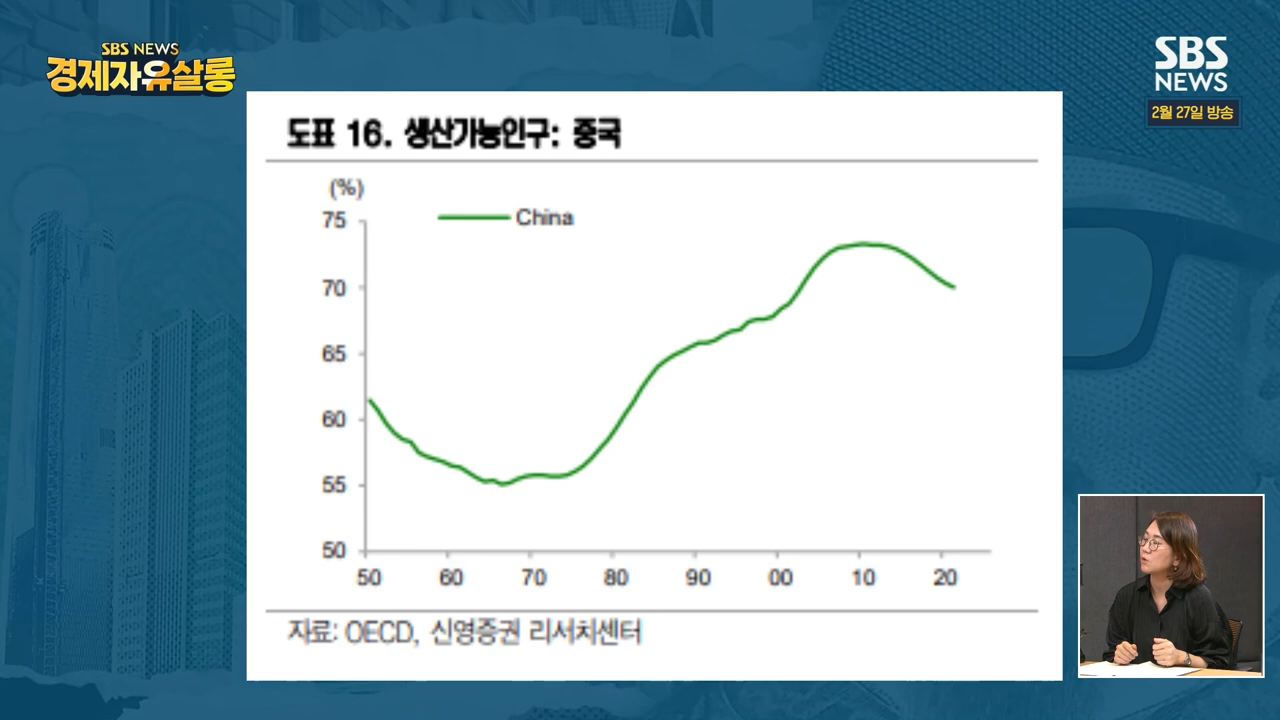 SBS NEWS
경제자유살롱
SBS
NEWS
2월 27일 방송
도표 16. 생산가능인구: 중국
(%)
China
75
70
65
60
55
50
50 60 70 80 90 00 10 20
자료: OECD, 신영증권 리서치센터